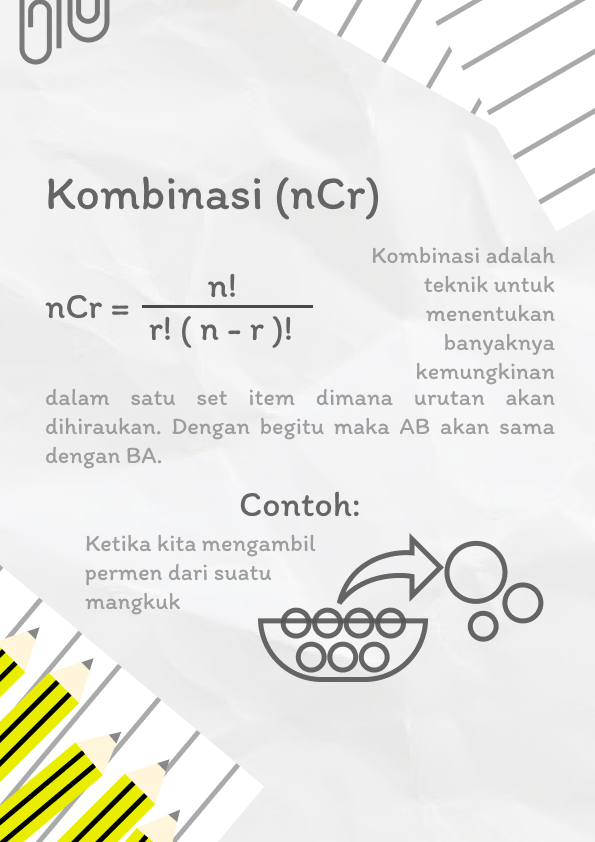 Kombinasi (nCr)
nCr = n! / r! ( n - r )!
Kombinasi adalah
teknik untuk
menentukan
banyaknya
kemungkinan
dalam satu set item dimana urutan akan
dihiraukan. Dengan begitu maka AB akan sama
dengan BA.
Contoh:
Ketika kita mengambil
permen dari suatu
mangkuk